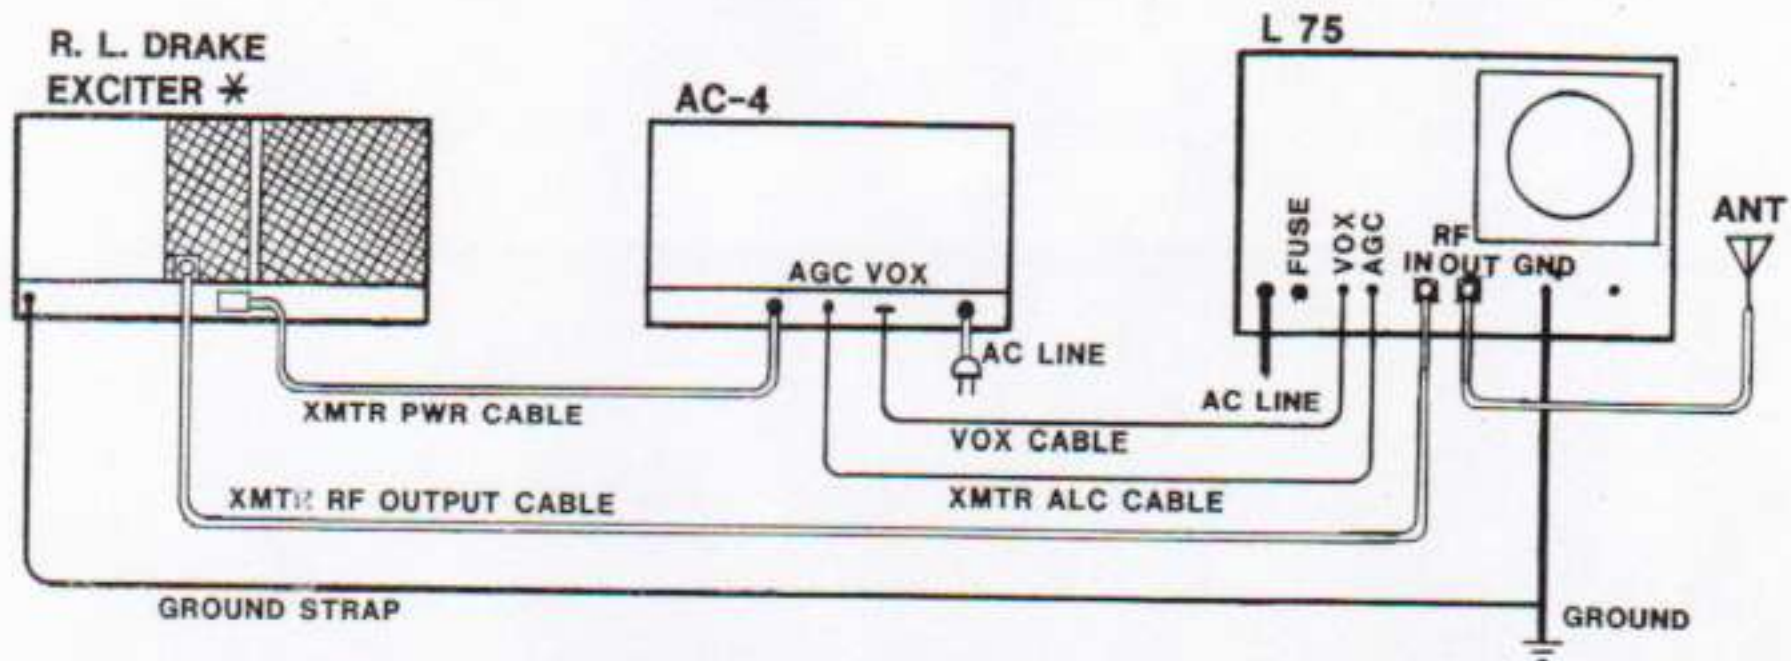 R. L. DRAKE
EXCITER *
AC-4
L 75
AGC VOX
FUSE
VOX
AGC
RF
IN OUT GND
ANT
AC LINE
AC LINE
XMTR PWR CABLE
VOX CABLE
XMTR RF OUTPUT CABLE
XMTR ALC CABLE
GROUND STRAP
GROUND